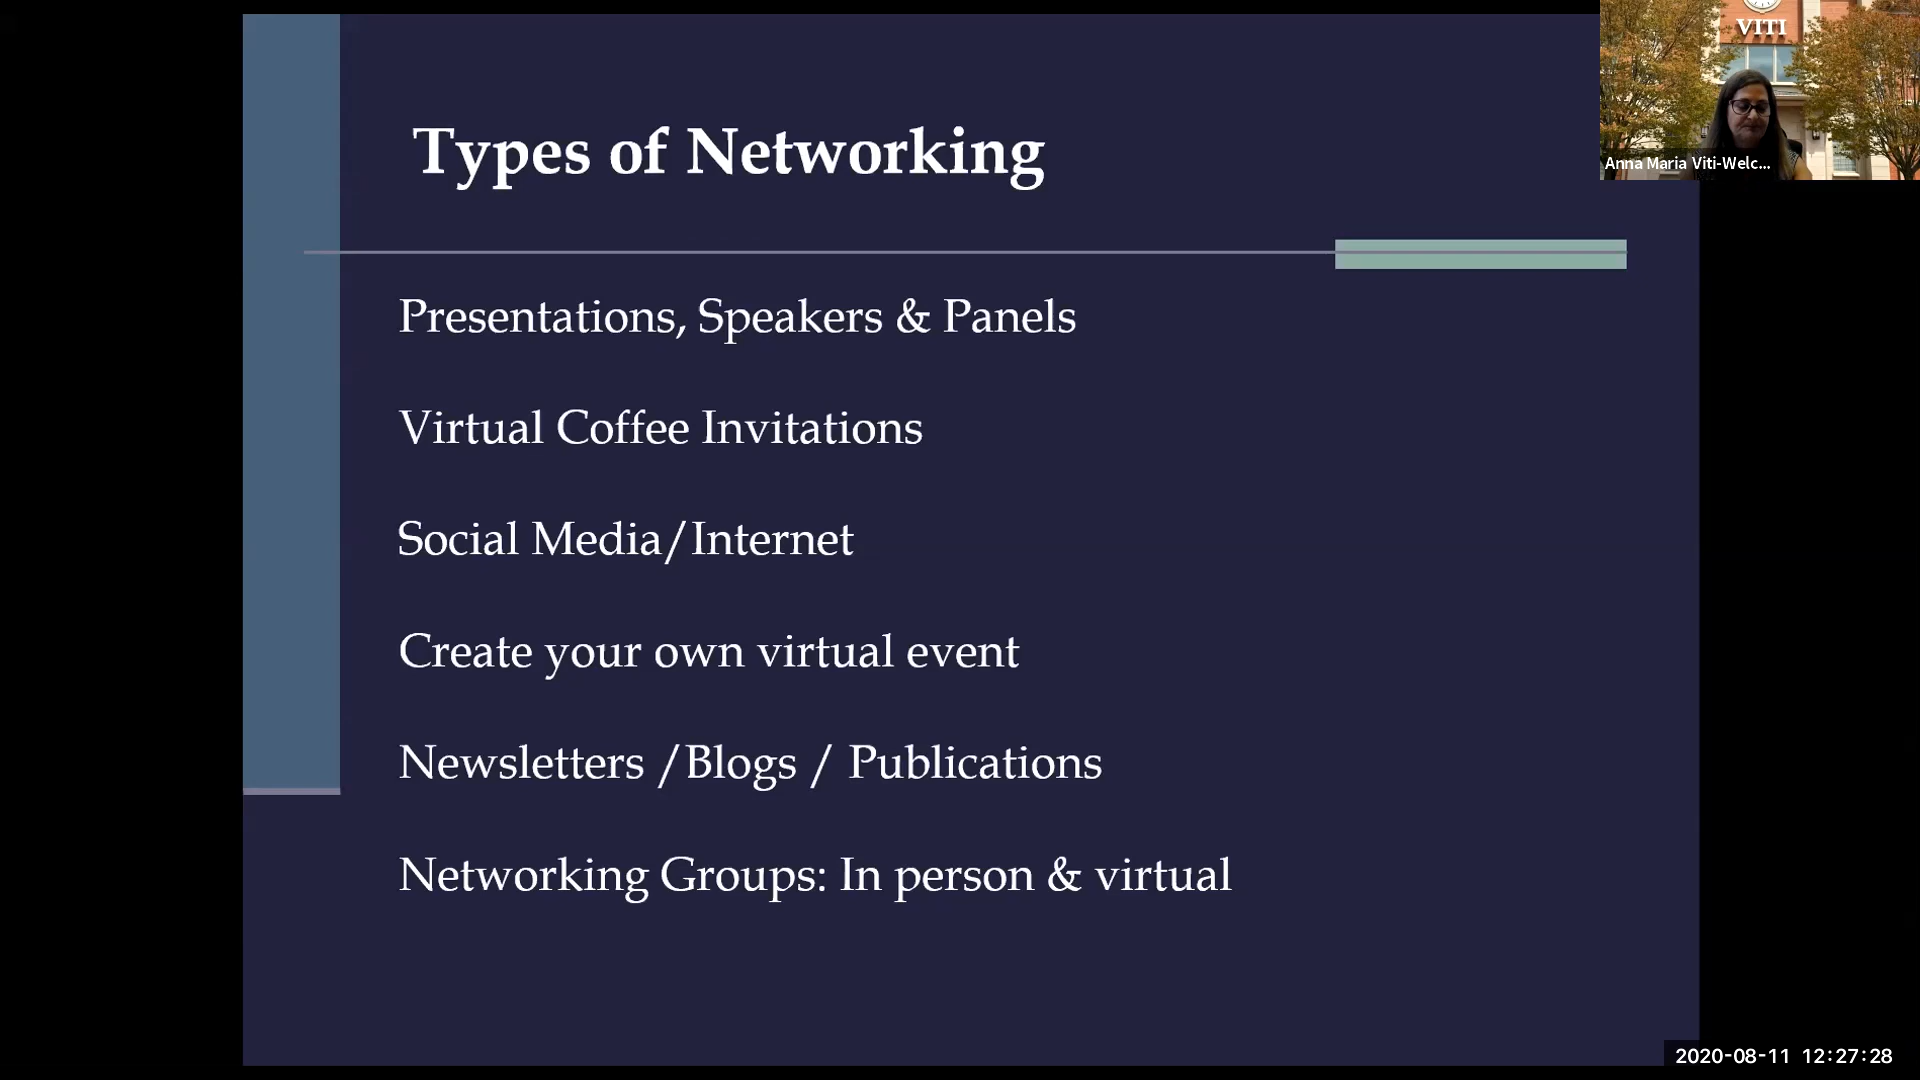 VITI
Anna Maria Viti-Welc...
Types of Networking
Presentations, Speakers & Panels
Virtual Coffee Invitations
Social Media/Internet
Create your own virtual event
Newsletters /Blogs / Publications
Networking Groups: In person & virtual
2020-08-11 12:27:28